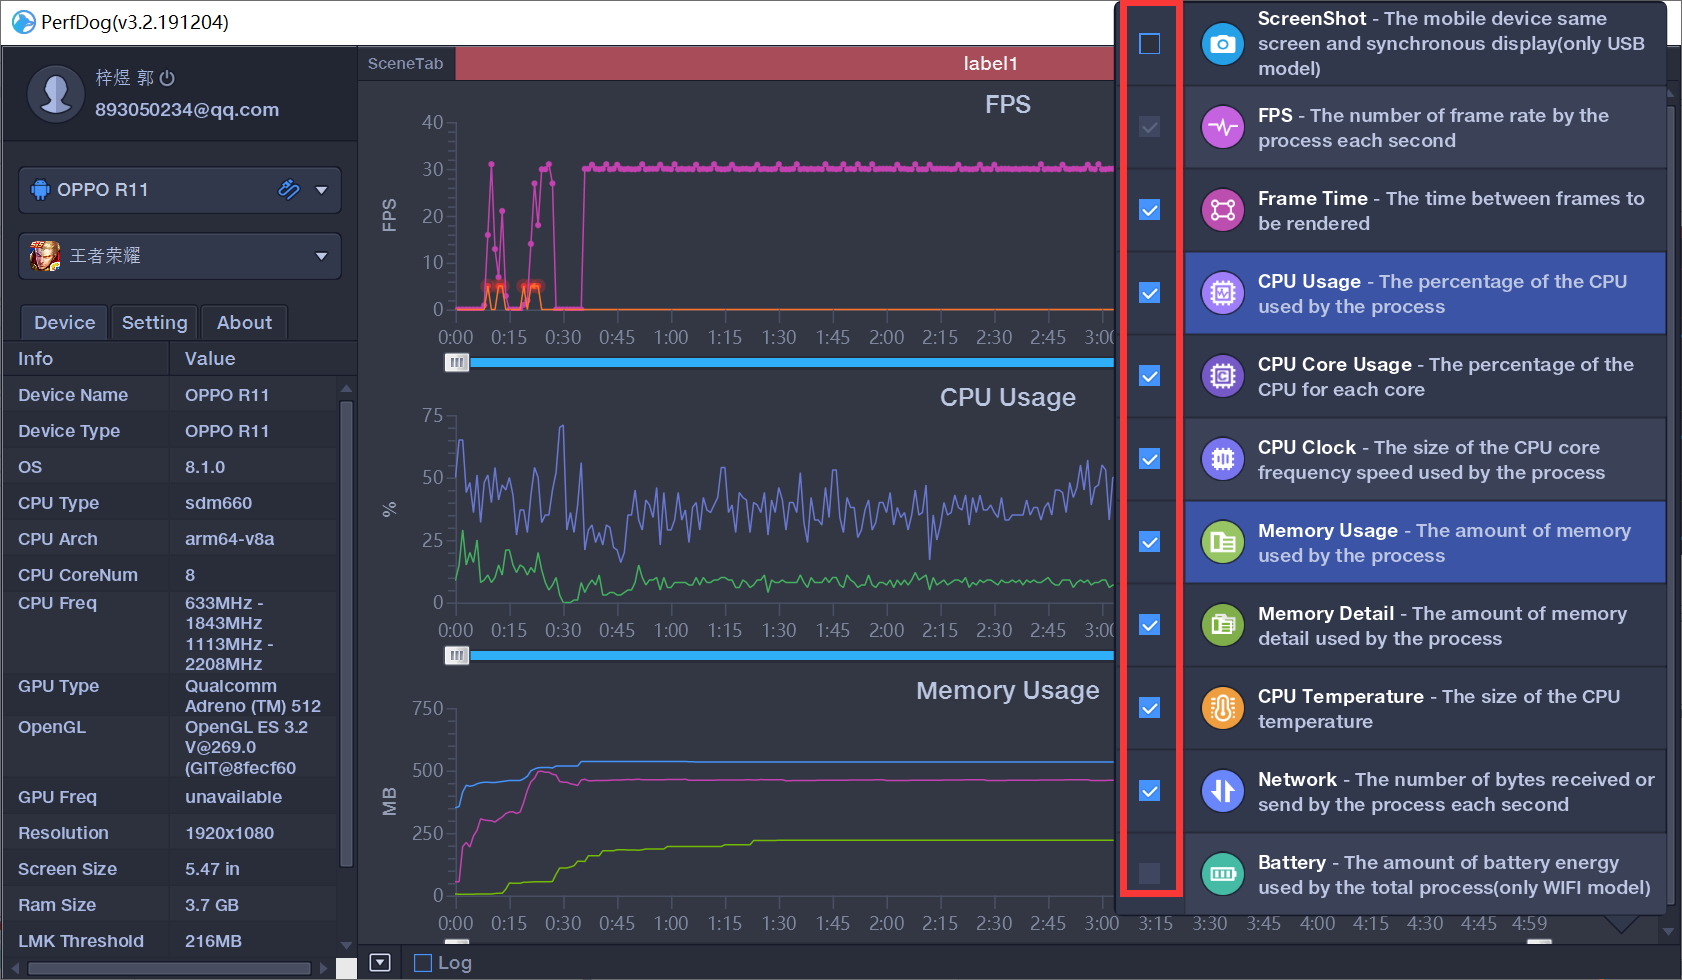 PerfDog(v3.2.191204)
梓煜 郭
893050234@qq.com
OPPO R11
王者荣耀
Device
Setting
About
Info
Value
Device Name
OPPO R11
Device Type
OPPO R11
OS
8.1.0
CPU Type
sdm660
CPU Arch
arm64-v8a
CPU CoreNum
8
CPU Freq
633MHz -
1843MHz
1113MHz -
2208MHz
GPU Type
Qualcomm
Adreno (TM) 512
OpenGL
OpenGL ES 3.2
V@269.0
(GIT@8fecf60
GPU Freq
unavailable
Resolution
1920x1080
Screen Size
5.47 in
Ram Size
3.7 GB
LMK Threshold
216MB
SceneTab
label1
FPS
FPS
40
30
20
10
0
0:00 0:15 0:30 0:45 1:00 1:15 1:30 1:45 2:00 2:15 2:30 2:45 3:00
CPU Usage
%
75
50
25
0
0:00 0:15 0:30 0:45 1:00 1:15 1:30 1:45 2:00 2:15 2:30 2:45 3:00
Memory Usage
MB
750
500
250
0
0:00 0:15 0:30 0:45 1:00 1:15 1:30 1:45 2:00 2:15 2:30 2:45 3:00 3:15 3:30 3:45 4:00 4:15 4:30 4:45 4:59
Log
ScreenShot - The mobile device same
screen and synchronous display(only USB
model)
FPS - The number of frame rate by the
process each second
Frame Time - The time between frames to
be rendered
CPU Usage - The percentage of the CPU
used by the process
CPU Core Usage - The percentage of the
CPU for each core
CPU Clock - The size of the CPU core
frequency speed used by the process
Memory Usage - The amount of memory
used by the process
Memory Detail - The amount of memory
detail used by the process
CPU Temperature - The size of the CPU
temperature
Network - The number of bytes received or
send by the process each second
Battery - The amount of battery energy
used by the total process(only WIFI model)